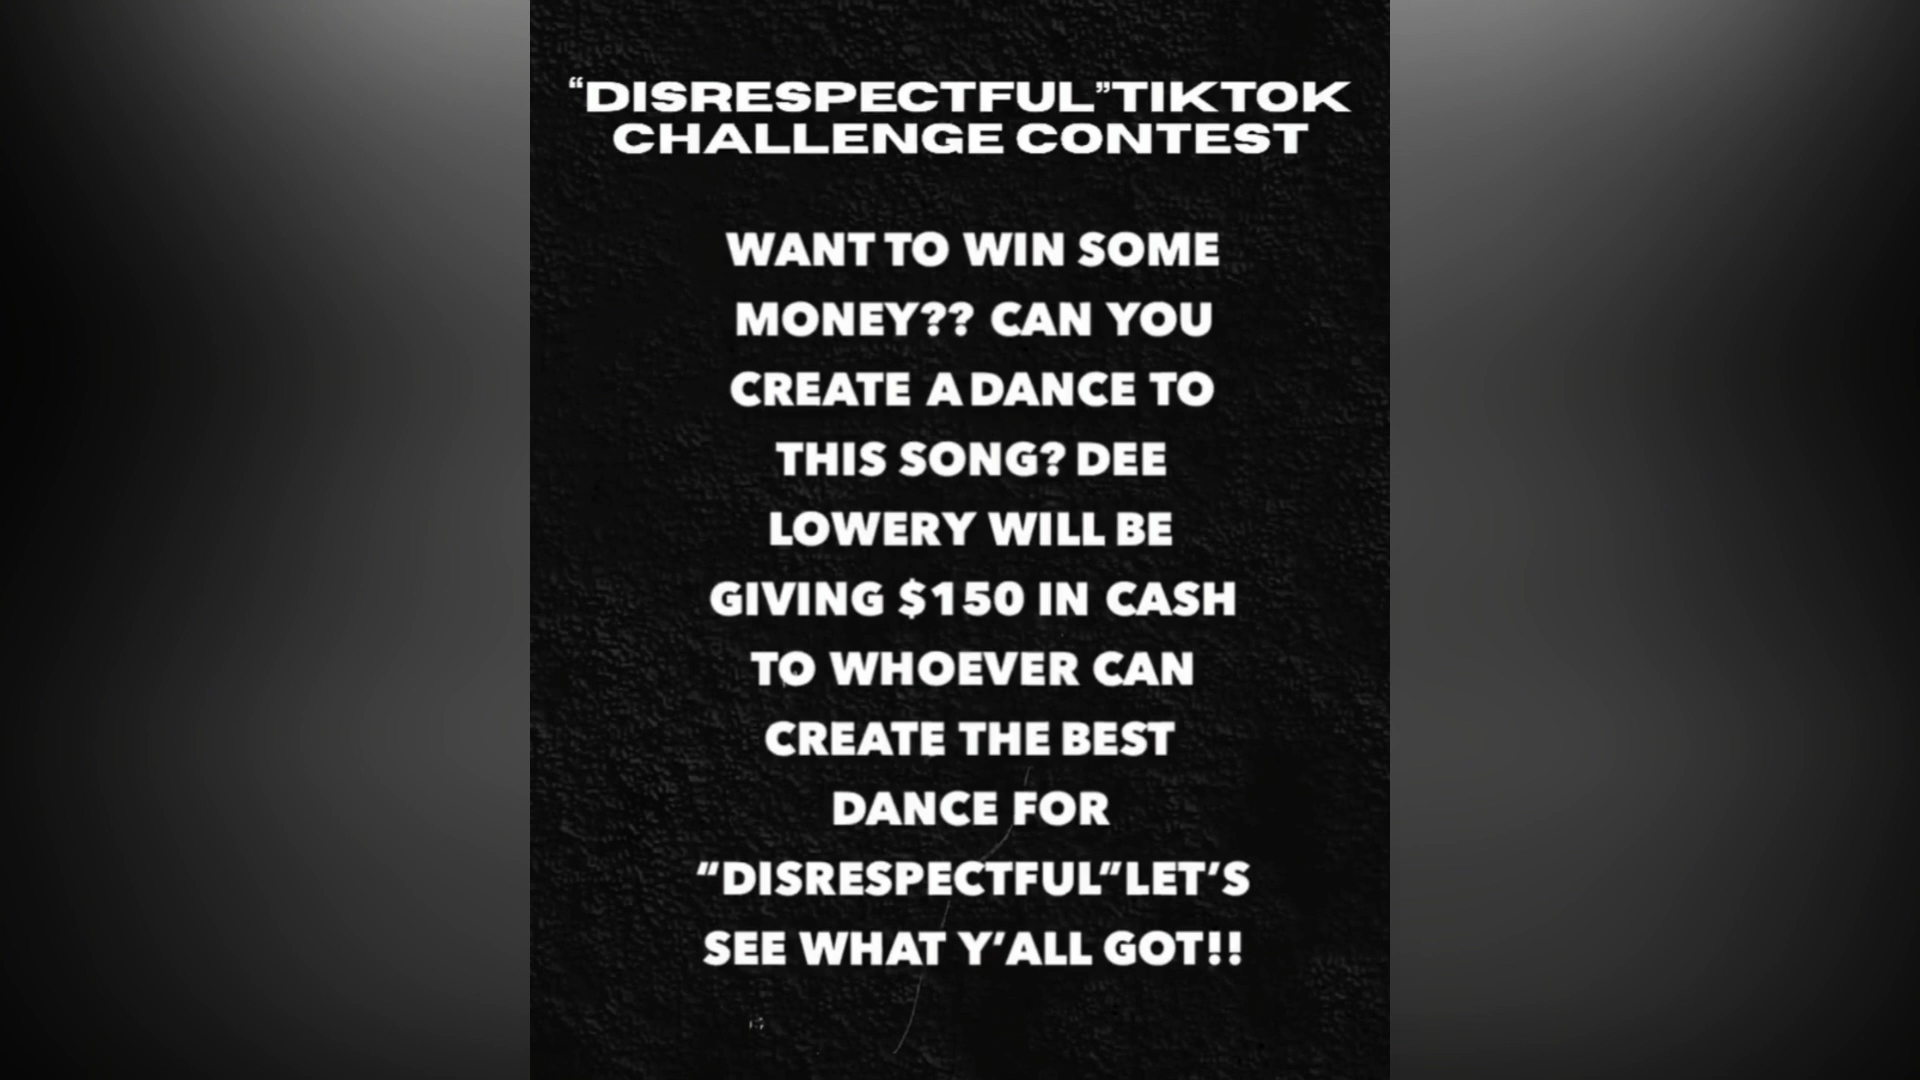 “DISRESPECTFUL”TIKTOK
CHALLENGE CONTEST
WANT TO WIN SOME
MONEY?? CAN YOU
CREATE A DANCE TO
THIS SONG? DEE
LOWERY WILL BE
GIVING $150 IN CASH
TO WHOEVER CAN
CREATE THE BEST
DANCE FOR
“DISRESPECTFUL”LET’S
SEE WHAT Y’ALL GOT!!